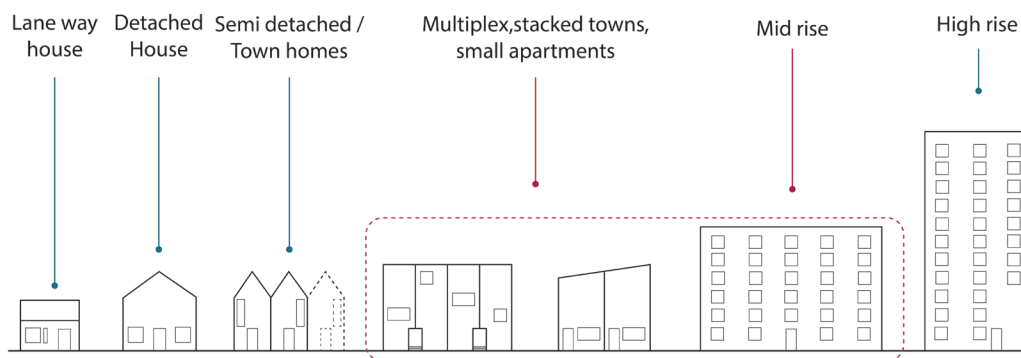 Lane way
house
Detached
House
Semi detached /
Town homes
Multiplex,stacked towns,
small apartments
Mid rise
High rise